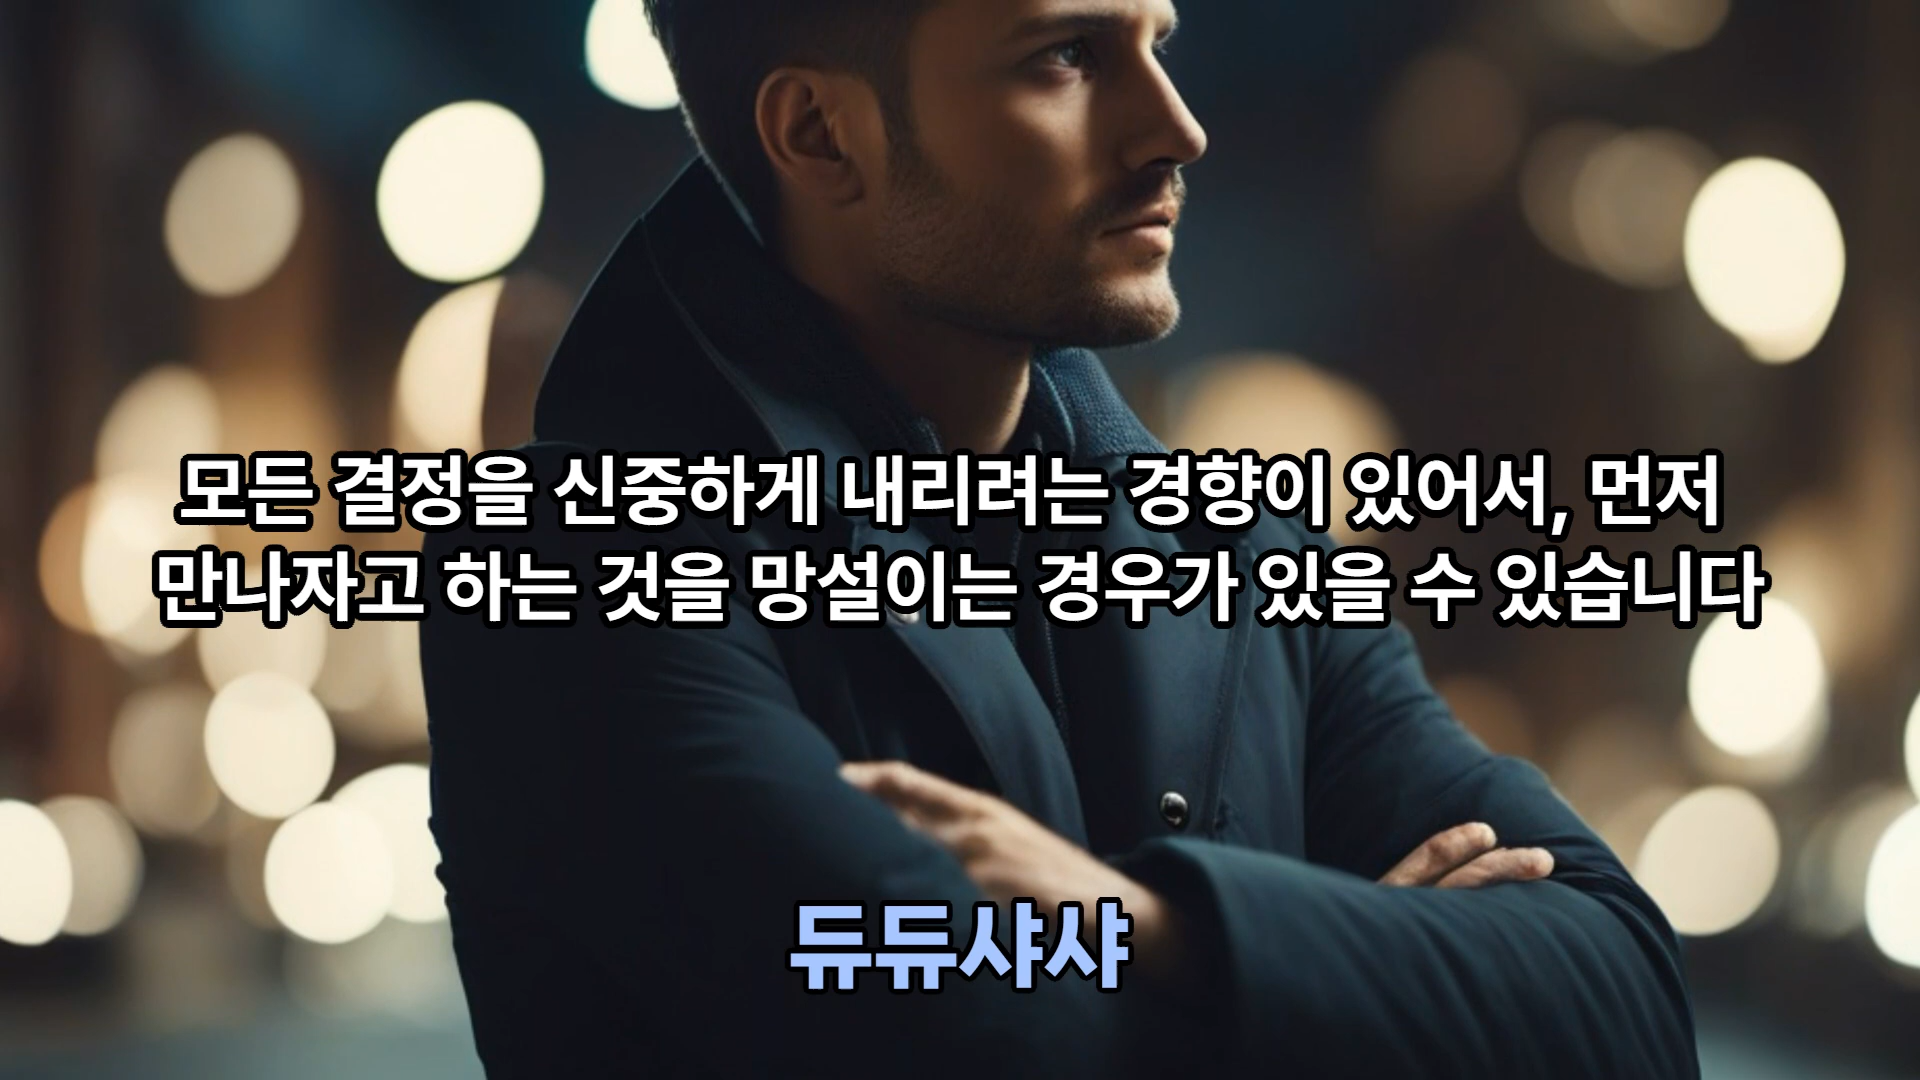 모든 결정을 신중하게 내리려는 경향이 있어서, 먼저
만나자고 하는 것을 망설이는 경우가 있을 수 있습니다
듀듀샤샤